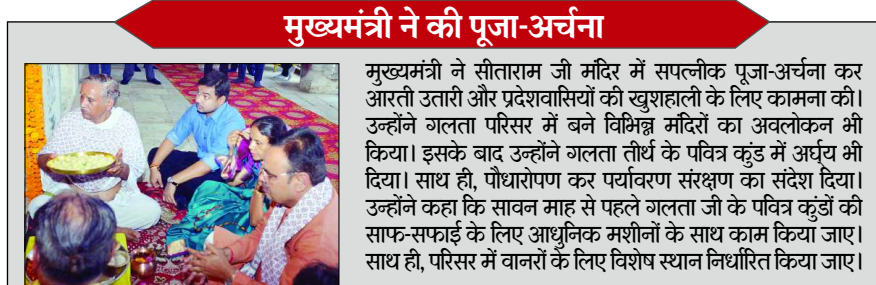 मुख्यमंत्री ने की पूजा-अर्चना
मुख्यमंत्री ने सीताराम जी मंदिर में सपत्नीक पूजा-अर्चना कर
आरती उतारी और प्रदेशवासियों की खुशहाली के लिए कामना की।
उन्होंने गलता परिसर में बने विभिन्न मंदिरों का अवलोकन भी
किया। इसके बाद उन्होंने गलता तीर्थ के पवित्र कुंड में अर्घ्य भी
दिया। साथ ही, पौधारोपण कर पर्यावरण संरक्षण का संदेश दिया।
उन्होंने कहा कि सावन माह से पहले गलता जी के पवित्र कुंडों की
साफ-सफाई के लिए आधुनिक मशीनों के साथ काम किया जाए।
साथ ही, परिसर में वानरों के लिए विशेष स्थान निर्धारित किया जाए।